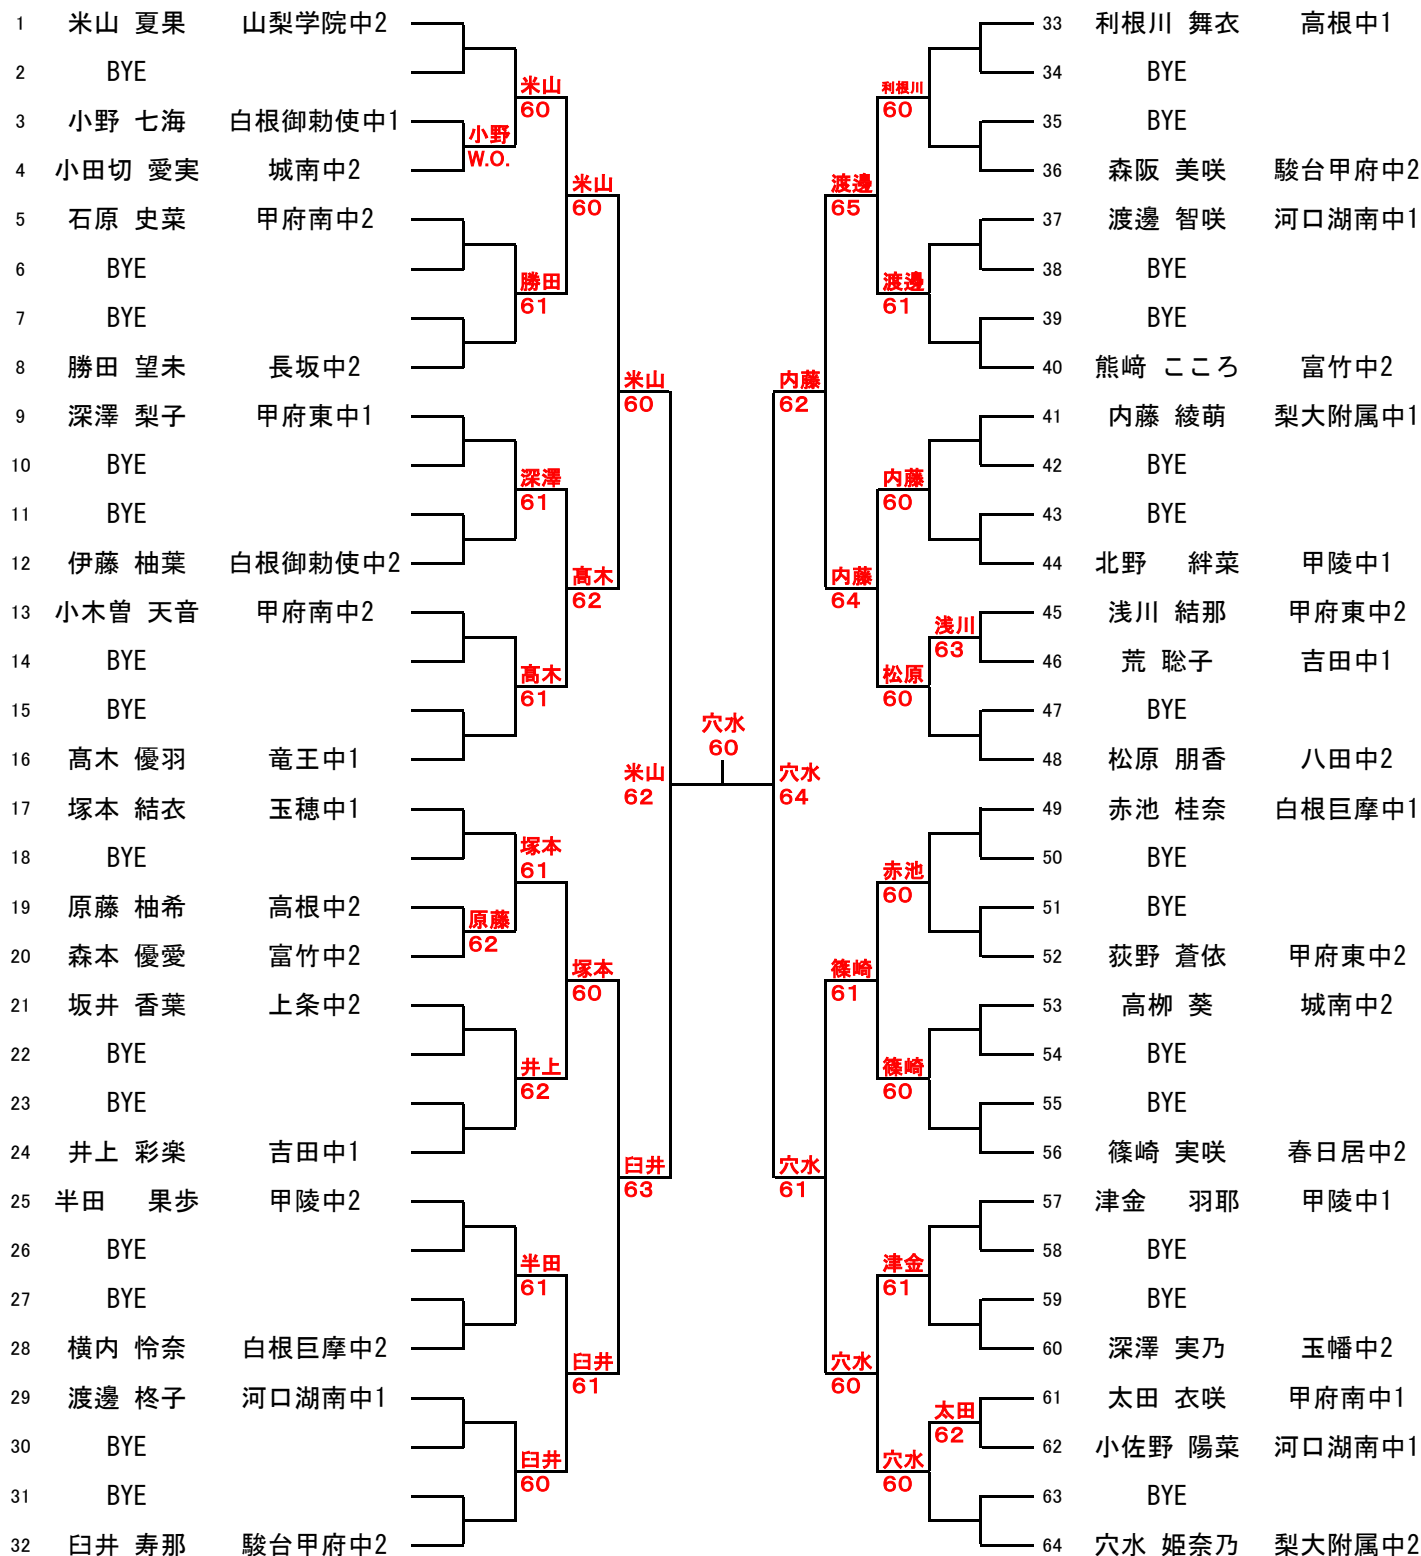 1 米山 夏果 山梨学院中2
2 BYE
3 小野 七海 白根御勅使中1
4 小田切 愛実 城南中2
5 石原 史菜 甲府南中2
6 BYE
7 BYE
8 勝田 望未 長坂中2
9 深澤 梨子 甲府東中1
10 BYE
11 BYE
12 伊藤 柚葉 白根御勅使中2
13 小木曽 天音 甲府南中2
14 BYE
15 BYE
16 髙木 優羽 竜王中1
17 塚本 結衣 玉穂中1
18 BYE
19 原藤 柚希 高根中2
20 森本 優愛 富竹中2
21 坂井 香葉 上条中2
22 BYE
23 BYE
24 井上 彩楽 吉田中1
25 半田 果歩 甲陵中2
26 BYE
27 BYE
28 横内 怜奈 白根巨摩中2
29 渡邊 柊子 河口湖南中1
30 BYE
31 BYE
32 臼井 寿那 駿台甲府中2
小野
W.O.
原藤
62
米山
60
勝田
61
深澤
61
髙木
61
塚本
61
井上
62
半田
61
臼井
60
米山
60
髙木
62
塚本
60
臼井
61
米山
60
臼井
63
米山
62
穴水
60
穴水
64
内藤
62
穴水
61
渡邊
65
内藤
64
篠崎
61
穴水
60
利根川
60
渡邊
61
内藤
60
松原
60
赤池
60
篠崎
60
津金
61
穴水
60
浅川
63
太田
62
33 利根川 舞衣 高根中1
34 BYE
35 BYE
36 森阪 美咲 駿台甲府中2
37 渡邊 智咲 河口湖南中1
38 BYE
39 BYE
40 熊﨑 こころ 富竹中2
41 内藤 綾萌 梨大附属中1
42 BYE
43 BYE
44 北野 絆菜 甲陵中1
45 浅川 結那 甲府東中2
46 荒 聡子 吉田中1
47 BYE
48 松原 朋香 八田中2
49 赤池 桂奈 白根巨摩中1
50 BYE
51 BYE
52 荻野 蒼依 甲府東中2
53 高栁 葵 城南中2
54 BYE
55 BYE
56 篠崎 実咲 春日居中2
57 津金 羽耶 甲陵中1
58 BYE
59 BYE
60 深澤 実乃 玉幡中2
61 太田 衣咲 甲府南中1
62 小佐野 陽菜 河口湖南中1
63 BYE
64 穴水 姫奈乃 梨大附属中2